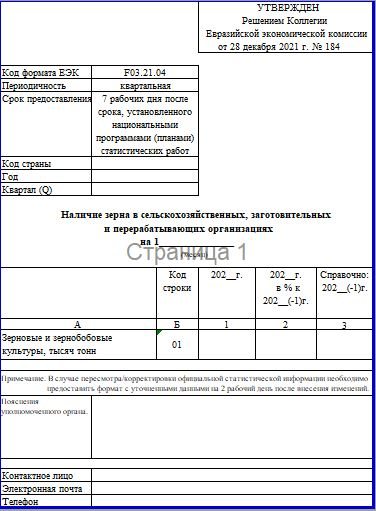 УТВЕРЖДЕН
Решением Коллегии
Евразийской экономической комиссии
от 28 декабря 2021 г. № 184
Код формата ЕЭК F03.21.04
Периодичность квартальная
Срок предоставления 7 рабочих дня после
срока, установленного
национальными
программами (планами)
статистических работ
Код страны
Год
Квартал (Q)
Наличие зерна в сельскохозяйственных, заготовительных
и перерабатывающих организациях
на 1_______________
(месяц)
Страница 1
Код строки 202__г. 202__г. в % к 202__(-1)г. Справочно: 202__(-1)г.
А Б 1 2 3
Зерновые и зернобобовые
культуры, тысяч тонн 01
Примечание. В случае пересмотра/корректировки официальной статистической информации необходимо
предоставить формат с уточненными данными на 2 рабочий день после внесения изменений.
Пояснения
уполномоченного органа.
Контактное лицо
Электронная почта
Телефон